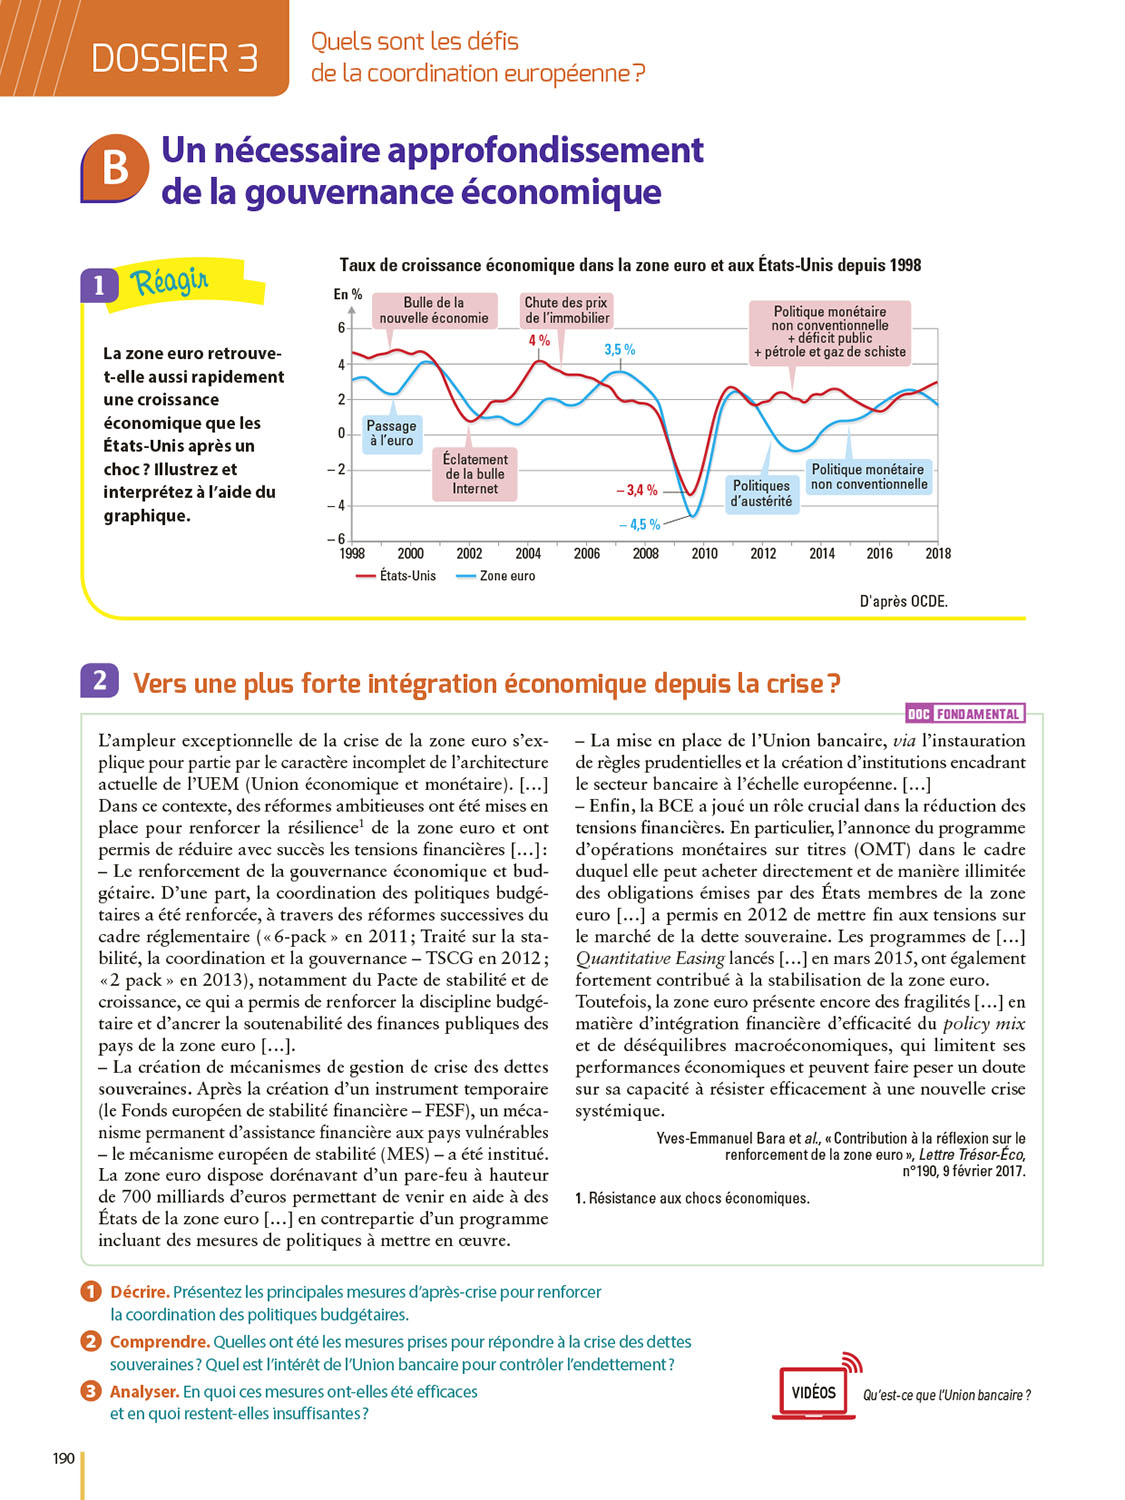 DOSSIER 3
Quels sont les défis
de la coordination européenne ?
B
Un nécessaire approfondissement
de la gouvernance économique
1
Réagir
La zone euro retrouve-
t-elle aussi rapidement
une croissance
économique que les
États-Unis après un
choc ? Illustrez et
interprétez à l'aide du
graphique.
Taux de croissance économique dans la zone euro et aux États-Unis depuis 1998
En %
6
4
2
0
– 2
– 4
– 6
Bulle de la
nouvelle économie
Chute des prix
de l'immobilier
Politique monétaire
non conventionnelle
+ déficit public
+ pétrole et gaz de schiste
4 %
3,5 %
Passage
à l'euro
Éclatement
de la bulle
Internet
– 3,4 %
– 4,5 %
Politiques
d'austérité
Politique monétaire
non conventionnelle
1998 2000 2002 2004 2006 2008 2010 2012 2014 2016 2018
États-Unis Zone euro
D'après OCDE.
2
Vers une plus forte intégration économique depuis la crise ?
DOC FONDAMENTAL
L'ampleur exceptionnelle de la crise de la zone euro s'ex-
plique pour partie par le caractère incomplet de l'architecture
actuelle de l'UEM (Union économique et monétaire). […]
Dans ce contexte, des réformes ambitieuses ont été mises en
place pour renforcer la résilience¹ de la zone euro et ont
permis de réduire avec succès les tensions financières […] :
– Le renforcement de la gouvernance économique et bud-
gétaire. D'une part, la coordination des politiques budgé-
taires a été renforcée, à travers des réformes successives du
cadre réglementaire (« 6-pack » en 2011 ; Traité sur la sta-
bilité, la coordination et la gouvernance – TSCG en 2012 ;
« 2 pack » en 2013), notamment du Pacte de stabilité et de
croissance, ce qui a permis de renforcer la discipline budgé-
taire et d'ancrer la soutenabilité des finances publiques des
pays de la zone euro […].
– La création de mécanismes de gestion de crise des dettes
souveraines. Après la création d'un instrument temporaire
(le Fonds européen de stabilité financière – FESF), un méca-
nisme permanent d'assistance financière aux pays vulnérables
– le mécanisme européen de stabilité (MES) – a été institué.
La zone euro dispose dorénavant d'un pare-feu à hauteur
de 700 milliards d'euros permettant de venir en aide à des
États de la zone euro […] en contrepartie d'un programme
incluant des mesures de politiques à mettre en œuvre.
– La mise en place de l'Union bancaire, via l'instauration
de règles prudentielles et la création d'institutions encadrant
le secteur bancaire à l'échelle européenne. […]
– Enfin, la BCE a joué un rôle crucial dans la réduction des
tensions financières. En particulier, l'annonce du programme
d'opérations monétaires sur titres (OMT) dans le cadre
duquel elle peut acheter directement et de manière illimitée
des obligations émises par des États membres de la zone
euro […] a permis en 2012 de mettre fin aux tensions sur
le marché de la dette souveraine. Les programmes de […]
Quantitative Easing lancés […] en mars 2015, ont également
fortement contribué à la stabilisation de la zone euro.
Toutefois, la zone euro présente encore des fragilités […] en
matière d'intégration financière d'efficacité du policy mix
et de déséquilibres macroéconomiques, qui limitent ses
performances économiques et peuvent faire peser un doute
sur sa capacité à résister efficacement à une nouvelle crise
systémique.
Yves-Emmanuel Bara et al., « Contribution à la réflexion sur le
renforcement de la zone euro », Lettre Trésor-Éco,
n°190, 9 février 2017.
1. Résistance aux chocs économiques.
1 Décrire. Présentez les principales mesures d'après-crise pour renforcer
la coordination des politiques budgétaires.
2 Comprendre. Quelles ont été les mesures prises pour répondre à la crise des dettes
souveraines ? Quel est l'intérêt de l'Union bancaire pour contrôler l'endettement ?
3 Analyser. En quoi ces mesures ont-elles été efficaces
et en quoi restent-elles insuffisantes ?
VIDÉOS
Qu'est-ce que l'Union bancaire ?
190